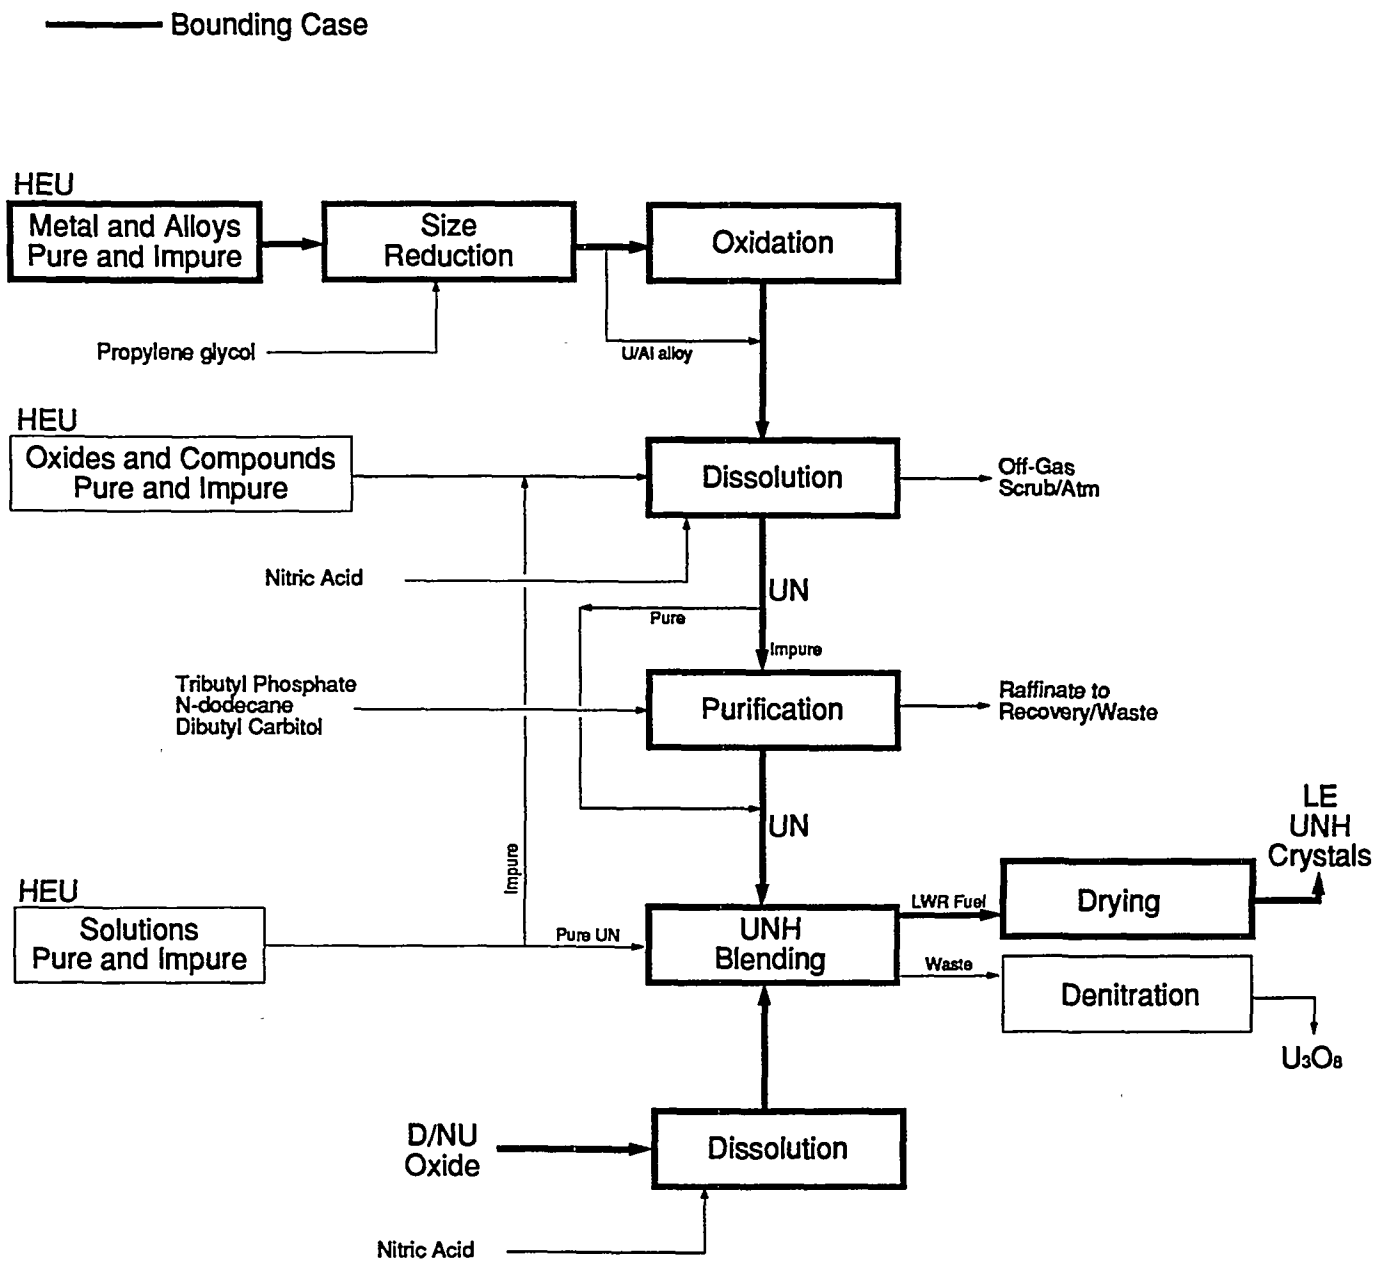 Bounding Case
HEU
Metal and Alloys
Pure and Impure
Size
Reduction
Oxidation
Propylene glycol
U/Al alloy
HEU
Oxides and Compounds
Pure and Impure
Dissolution
Off-Gas
Scrub/Atm
Nitric Acid
UN
Pure
Impure
Tributyl Phosphate
N-dodecane
Dibutyl Carbitol
Purification
Raffinate to
Recovery/Waste
UN
Impure
LE
UNH
Crystals
HEU
Solutions
Pure and Impure
Pure UN
UNH
Blending
LWR Fuel
Drying
Waste
Denitration
U₃O₈
D/NU
Oxide
Dissolution
Nitric Acid